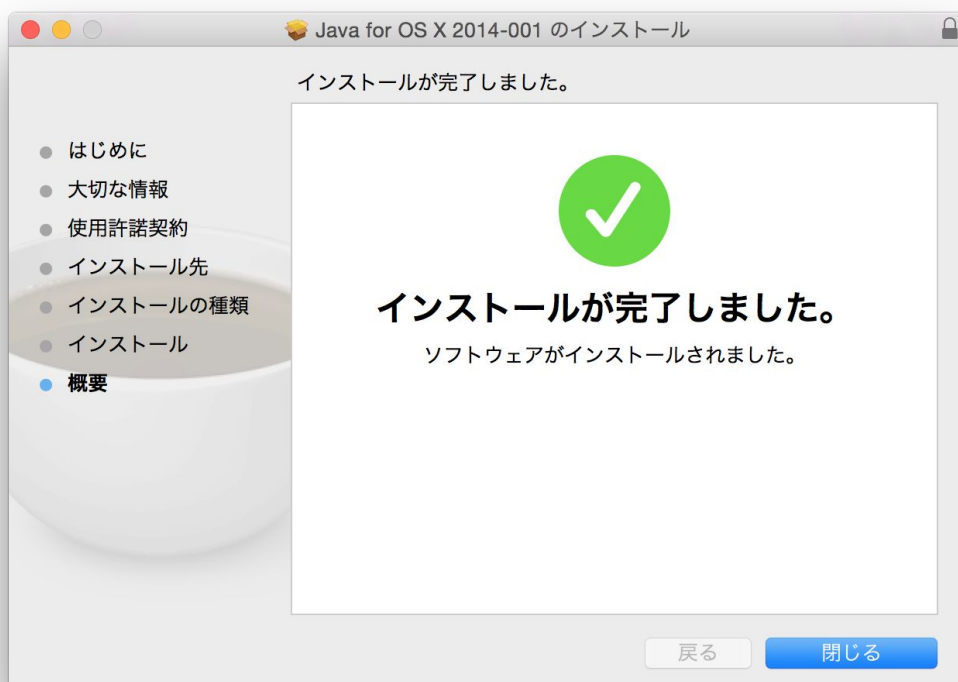 Java for OS X 2014-001 のインストール
インストールが完了しました。
はじめに
大切な情報
使用許諾契約
インストール先
インストールの種類
インストール
概要
インストールが完了しました。
ソフトウェアがインストールされました。
戻る
閉じる